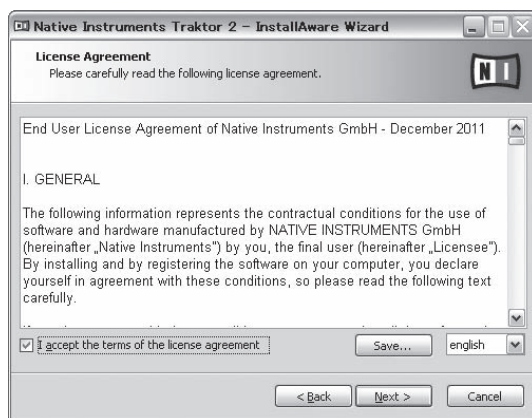 Native Instruments Traktor 2 - InstallAware Wizard
License Agreement
Please carefully read the following license agreement.
N I
End User License Agreement of Native Instruments GmbH - December 2011
I. GENERAL
The following information represents the contractual conditions for the use of
software and hardware manufactured by NATIVE INSTRUMENTS GmbH
(hereinafter „Native Instruments") by you, the final user (hereinafter „Licensee").
By installing and by registering the software on your computer, you declare
yourself in agreement with these conditions, so please read the following text
carefully.
I accept the terms of the license agreement
Save...
english
< Back
Next >
Cancel